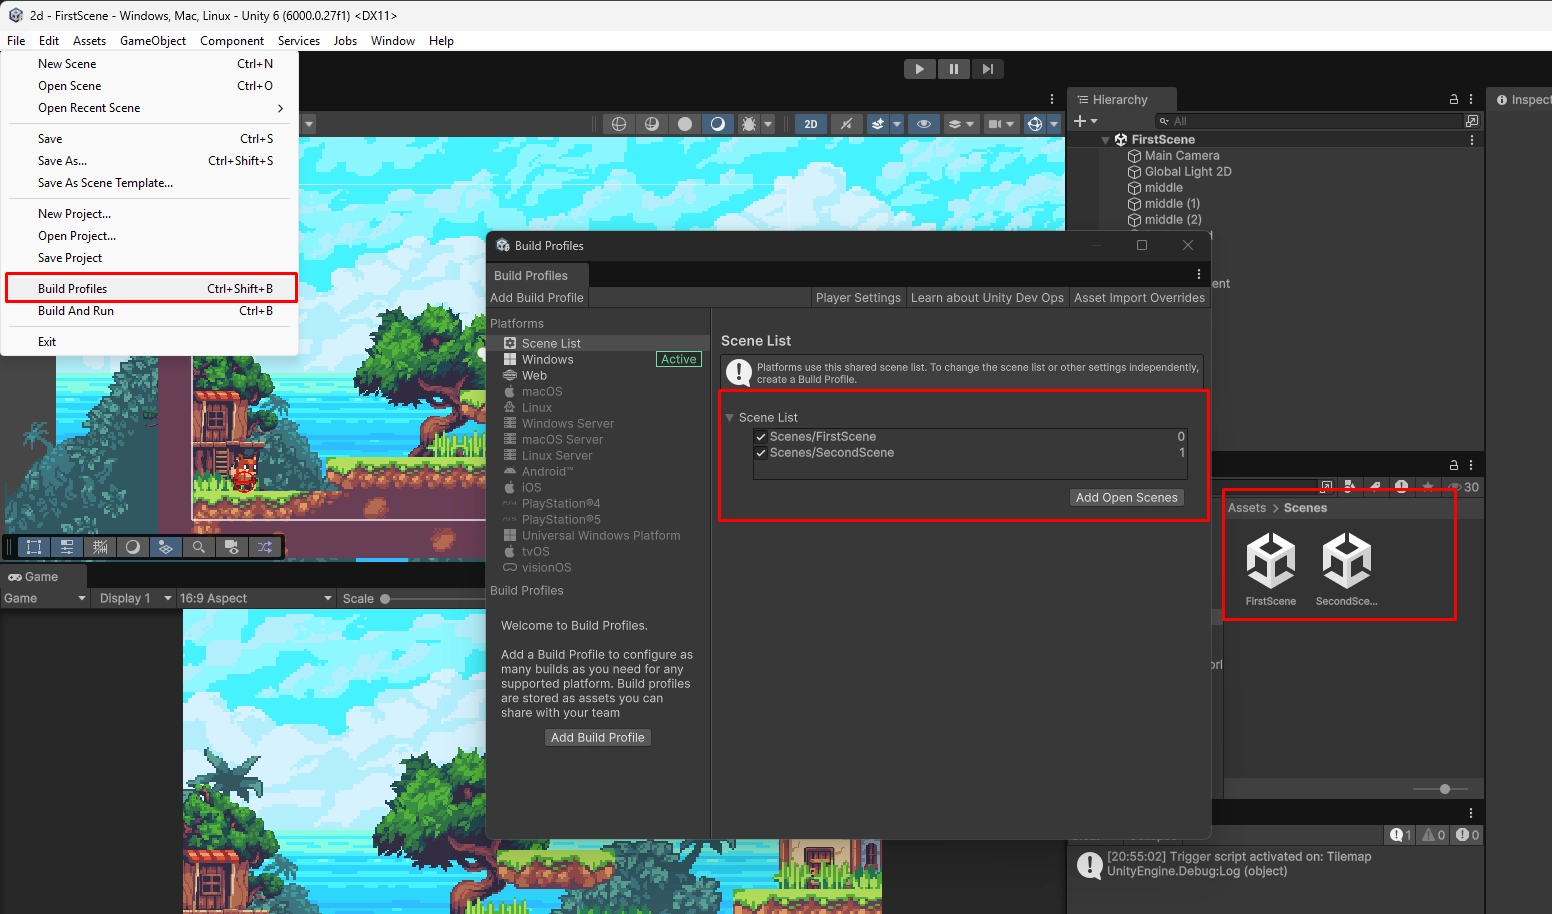 2d - FirstScene - Windows, Mac, Linux - Unity 6 (6000.0.27f1) <DX11>
File Edit Assets GameObject Component Services Jobs Window Help
New Scene Ctrl+N
Open Scene Ctrl+O
Open Recent Scene
Save Ctrl+S
Save As... Ctrl+Shift+S
Save As Scene Template...
New Project...
Open Project...
Save Project
Build Profiles Ctrl+Shift+B
Build And Run Ctrl+B
Exit
2D
Hierarchy
All
FirstScene
Main Camera
Global Light 2D
middle
middle (1)
middle (2)
Inspect
Build Profiles
Build Profiles
Add Build Profile Player Settings Learn about Unity Dev Ops Asset Import Overrides
Platforms
Scene List
Windows Active
Web
macOS
Linux
Windows Server
macOS Server
Linux Server
Android™
iOS
PlayStation®4
PlayStation®5
Universal Windows Platform
tvOS
visionOS
Build Profiles
Welcome to Build Profiles.
Add a Build Profile to configure as
many builds as you need for any
supported platform. Build profiles
are stored as assets you can
share with your team
Add Build Profile
Scene List
Platforms use this shared scene list. To change the scene list or other settings independently,
create a Build Profile.
Scene List
Scenes/FirstScene 0
Scenes/SecondScene 1
Add Open Scenes
30
Assets > Scenes
FirstScene SecondSce...
Game
Game Display 1 16:9 Aspect Scale
1 0 0
[20:55:02] Trigger script activated on: Tilemap
UnityEngine.Debug:Log (object)